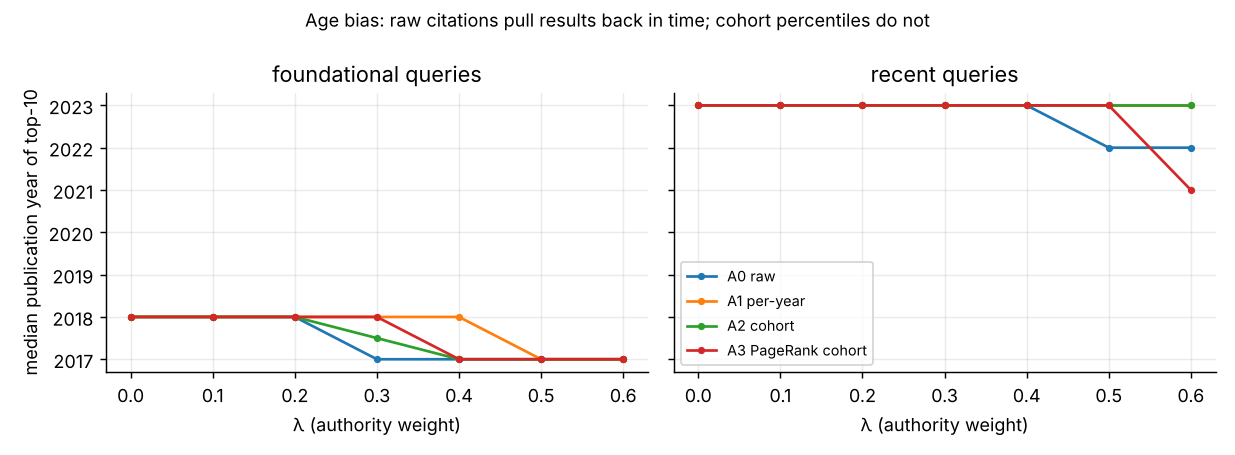 Age bias: raw citations pull results back in time; cohort percentiles do not
foundational queries
recent queries
median publication year of top-10
2023
2022
2021
2020
2019
2018
2017
0.0 0.1 0.2 0.3 0.4 0.5 0.6
λ (authority weight)
A0 raw
A1 per-year
A2 cohort
A3 PageRank cohort
0.0 0.1 0.2 0.3 0.4 0.5 0.6
λ (authority weight)